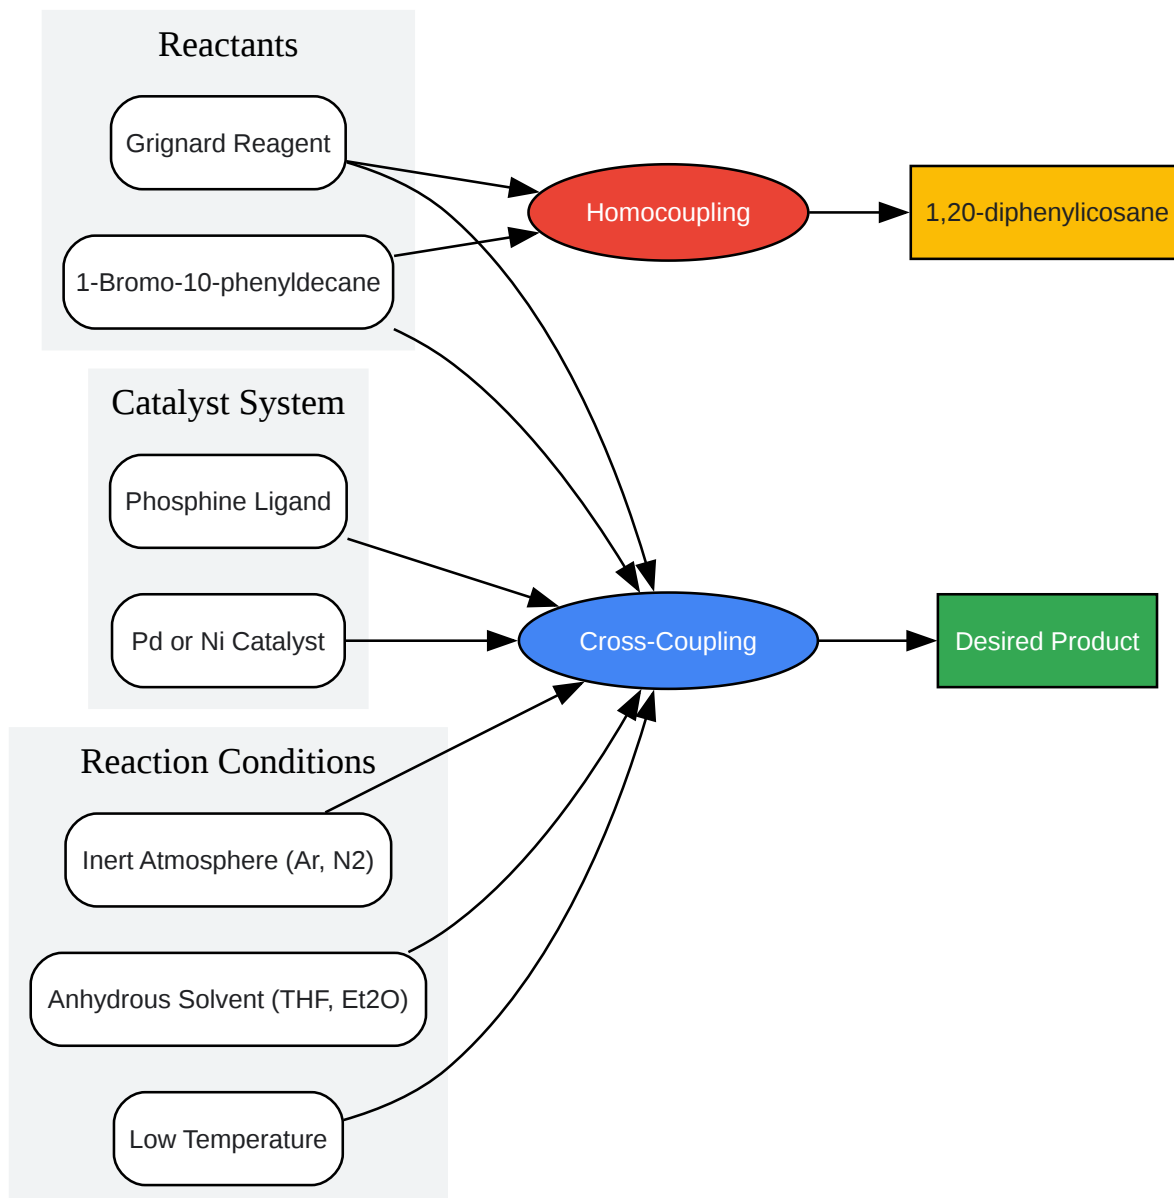 Reactants
Grignard Reagent
1-Bromo-10-phenyldecane
Homocoupling
1,20-diphenylicosane
Catalyst System
Phosphine Ligand
Pd or Ni Catalyst
Cross-Coupling
Desired Product
Reaction Conditions
Inert Atmosphere (Ar, N2)
Anhydrous Solvent (THF, Et2O)
Low Temperature